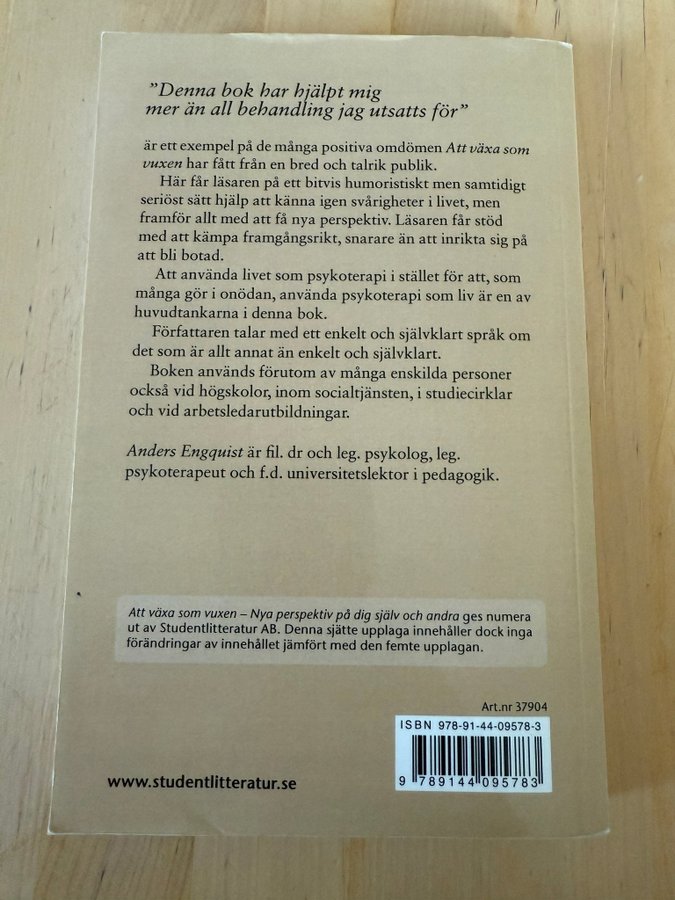 ”Denna bok har hjälpt mig
mer än all behandling jag utsatts för”
är ett exempel på de många positiva omdömen Att växa som
vuxen har fått från en bred och talrik publik.
Här får läsaren på ett bitvis humoristiskt men samtidigt
seriöst sätt hjälp att känna igen svårigheter i livet, men
framför allt med att få nya perspektiv. Läsaren får stöd
med att kämpa framgångsrikt, snarare än att inrikta sig på
att bli botad.
Att använda livet som psykoterapi i stället för att, som
många gör i onödan, använda psykoterapi som liv är en av
huvudtankarna i denna bok.
Författaren talar med ett enkelt och självklart språk om
det som är allt annat än enkelt och självklart.
Boken används förutom av många enskilda personer
också vid högskolor, inom socialtjänsten, i studiecirklar
och vid arbetsledarutbildningar.
Anders Engquist är fil. dr och leg. psykolog, leg.
psykoterapeut och f.d. universitetslektor i pedagogik.
Att växa som vuxen – Nya perspektiv på dig själv och andra ges numera
ut av Studentlitteratur AB. Denna sjätte upplaga innehåller dock inga
förändringar av innehållet jämfört med den femte upplagan.
Art.nr 37904
ISBN 978-91-44-09578-3
9 789144 095783
www.studentlitteratur.se